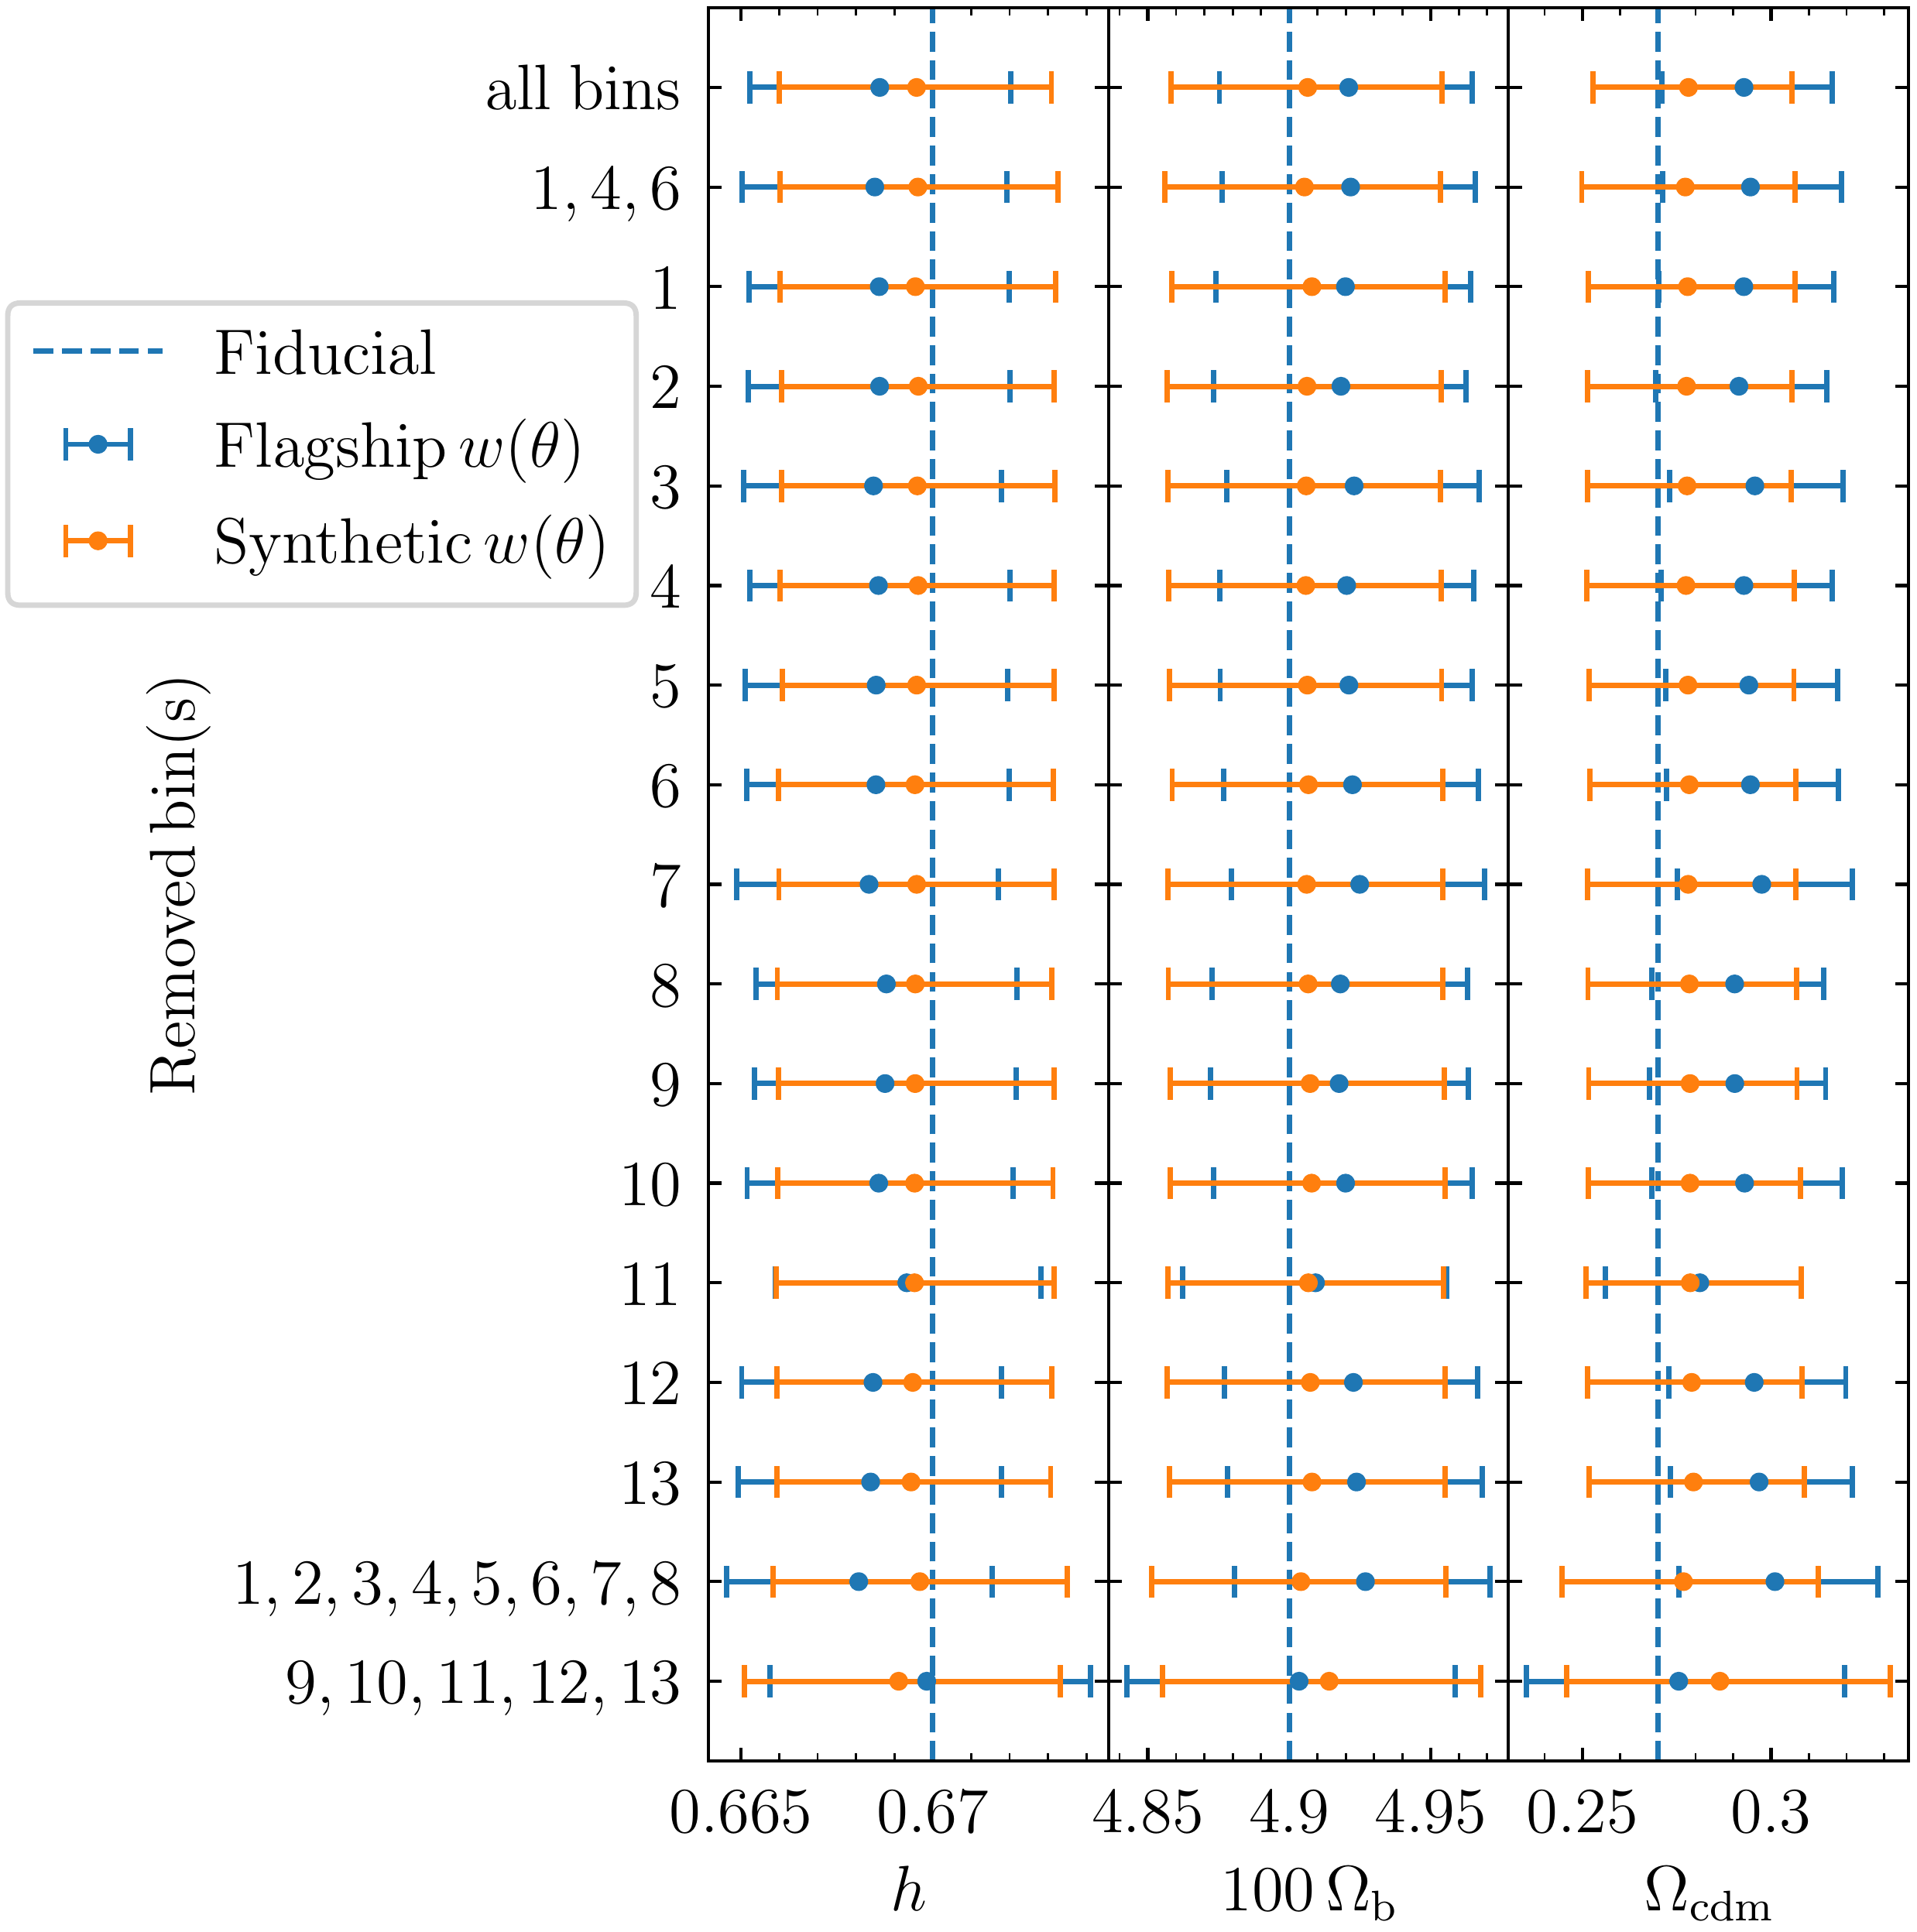 all bins
1, 4, 6
1
2
3
4
5
6
7
8
9
10
11
12
13
1, 2, 3, 4, 5, 6, 7, 8
9, 10, 11, 12, 13
Fiducial
Flagship w(θ)
Synthetic w(θ)
Removed bin(s)
0.665 0.67 4.85 4.9 4.95 0.25 0.3
h 100 Ω_b Ω_cdm